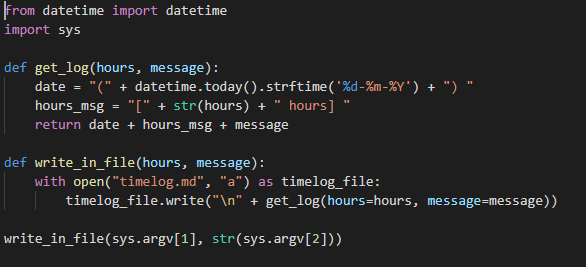 from datetime import datetime
import sys

def get_log(hours, message):
    date = "(" + datetime.today().strftime('%d-%m-%Y') + ") "
    hours_msg = "[" + str(hours) + " hours] "
    return date + hours_msg + message

def write_in_file(hours, message):
    with open("timelog.md", "a") as timelog_file:
        timelog_file.write("\n" + get_log(hours=hours, message=message))

write_in_file(sys.argv[1], str(sys.argv[2]))